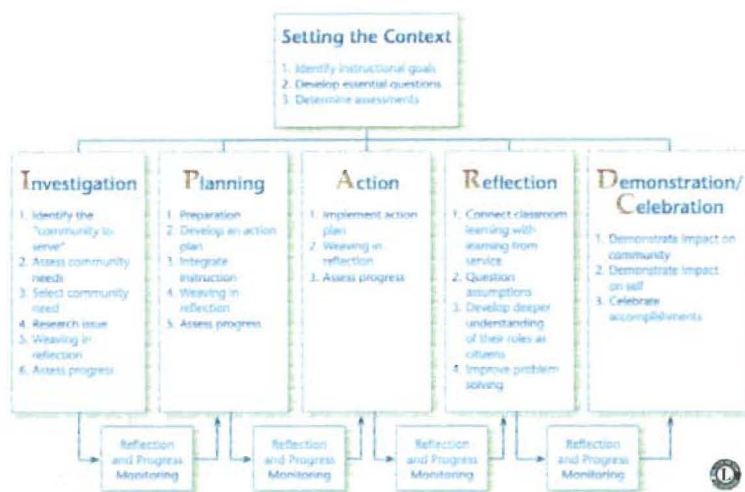 Setting the Context
1. Identify instructional goals
2. Develop essential questions
3. Determine assessments
Investigation
1. Identify the
"community to
serve"
2. Assess community
needs
3. Select community
need
4. Research issue
5. Weaving in
reflection
6. Assess progress
Planning
1. Preparation
2. Develop an action
plan
3. Integrate
instruction
4. Weaving in
reflection
5. Assess progress
Action
1. Implement action
plan
2. Weaving in
reflection
3. Assess progress
Reflection
1. Connect classroom
learning with
learning from
service
2. Question
assumptions
3. Develop deeper
understanding
of their roles as
citizens
4. Improve problem
solving
Demonstration/
Celebration
1. Demonstrate impact on
community
2. Demonstrate impact
on self
3. Celebrate
accomplishments
Reflection
and Progress
Monitoring
Reflection
and Progress
Monitoring
Reflection
and Progress
Monitoring
Reflection
and Progress
Monitoring
L